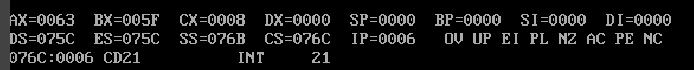 AX=0063 BX=005F CX=0008 DX=0000 SP=0000 BP=0000 SI=0000 DI=0000
DS=075C ES=075C SS=076B CS=076C IP=0006 OV UP EI PL NZ AC PE NC
076C:0006 CD21 INT 21